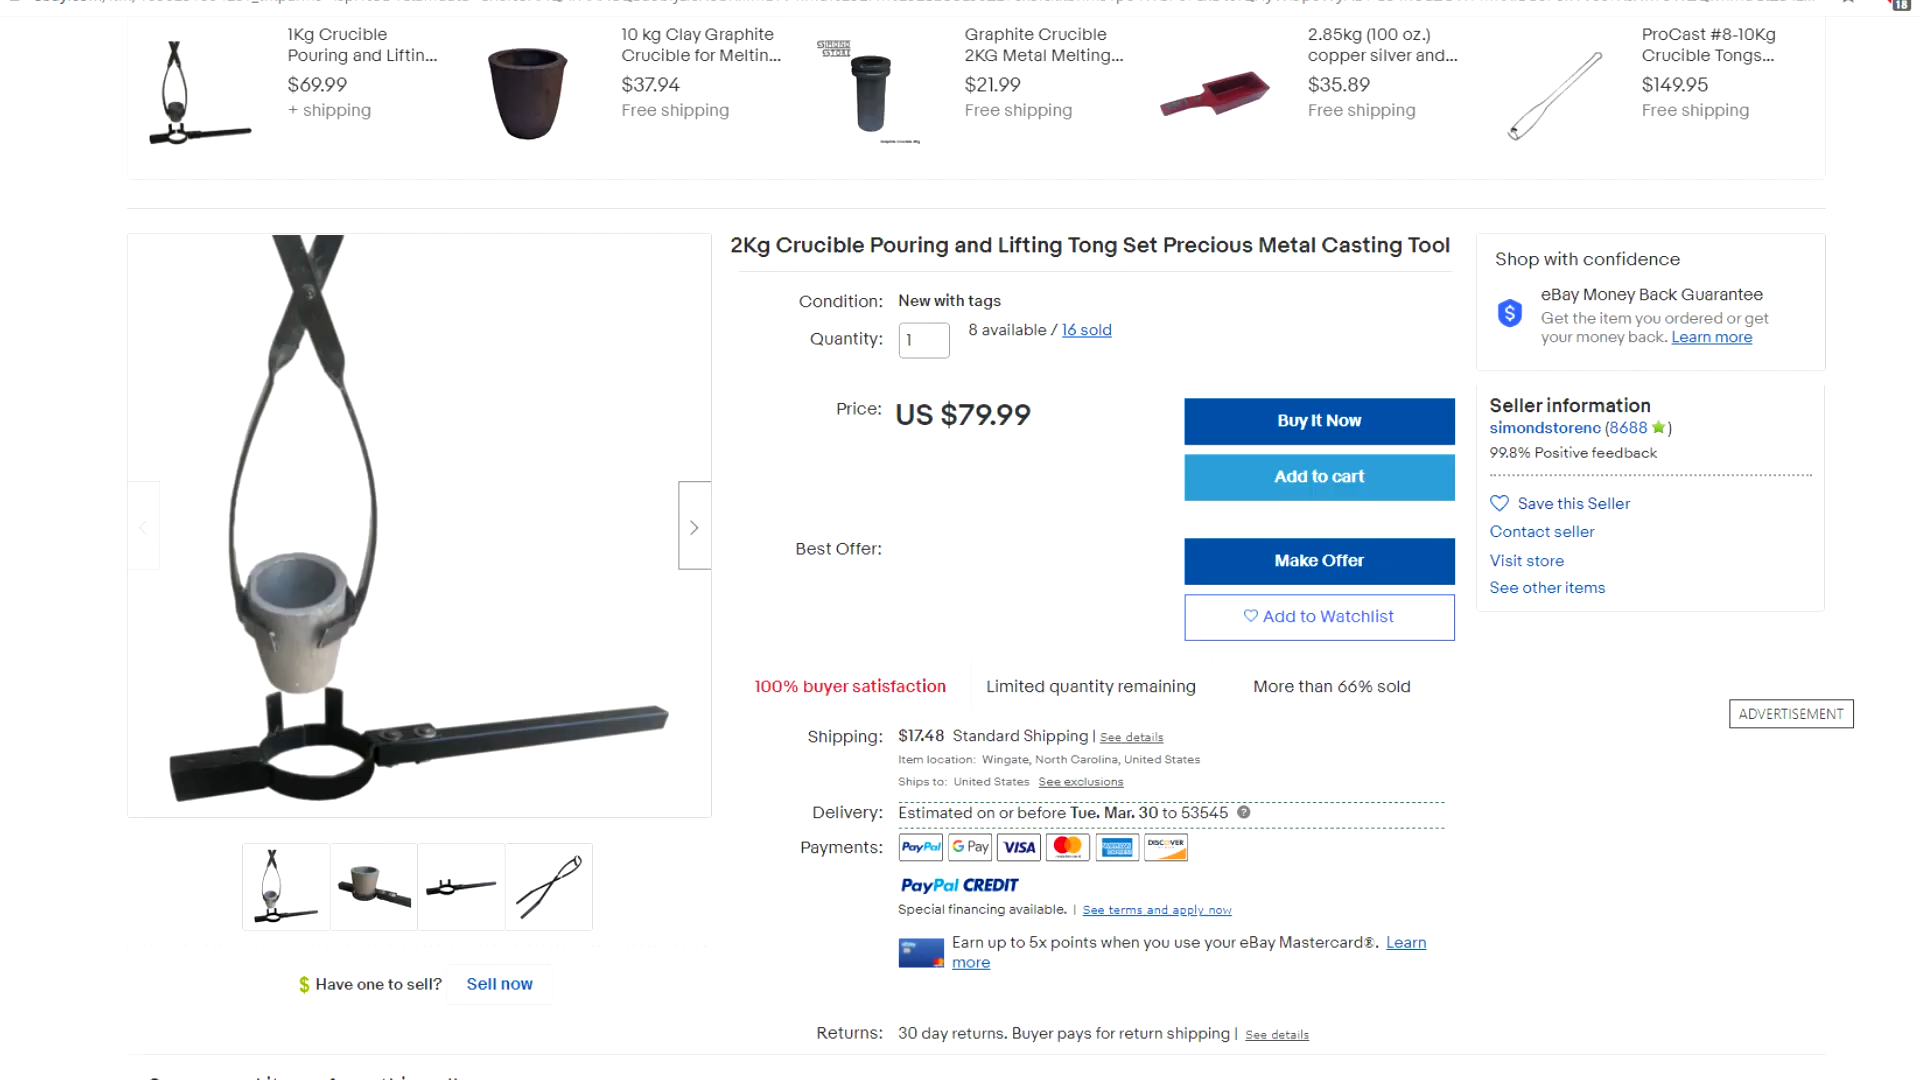 18
1Kg Crucible
Pouring and Liftin...
$69.99
+ shipping
10 kg Clay Graphite
Crucible for Meltin...
$37.94
Free shipping
SIMOND
STORE
Graphite Crucible
2KG Metal Melting...
$21.99
Free shipping
2.85kg (100 oz.)
copper silver and...
$35.89
Free shipping
ProCast #8-10Kg
Crucible Tongs...
$149.95
Free shipping
2Kg Crucible Pouring and Lifting Tong Set Precious Metal Casting Tool
Condition: New with tags
Quantity: 1 8 available / 16 sold
Price: US $79.99
Buy It Now
Add to cart
Best Offer:
Make Offer
Add to Watchlist
100% buyer satisfaction Limited quantity remaining More than 66% sold
Shipping: $17.48 Standard Shipping | See details
Item location: Wingate, North Carolina, United States
Ships to: United States See exclusions
Delivery: Estimated on or before Tue. Mar. 30 to 53545 ?
Payments: PayPal G Pay VISA mastercard AMERICAN EXPRESS DISCOVER
PayPal CREDIT
Special financing available. | See terms and apply now
Earn up to 5x points when you use your eBay Mastercard®. Learn
more
Returns: 30 day returns. Buyer pays for return shipping | See details
$ Have one to sell? Sell now
Shop with confidence
eBay Money Back Guarantee
Get the item you ordered or get
your money back. Learn more
Seller information
simondstorenc (8688)
99.8% Positive feedback
Save this Seller
Contact seller
Visit store
See other items
ADVERTISEMENT